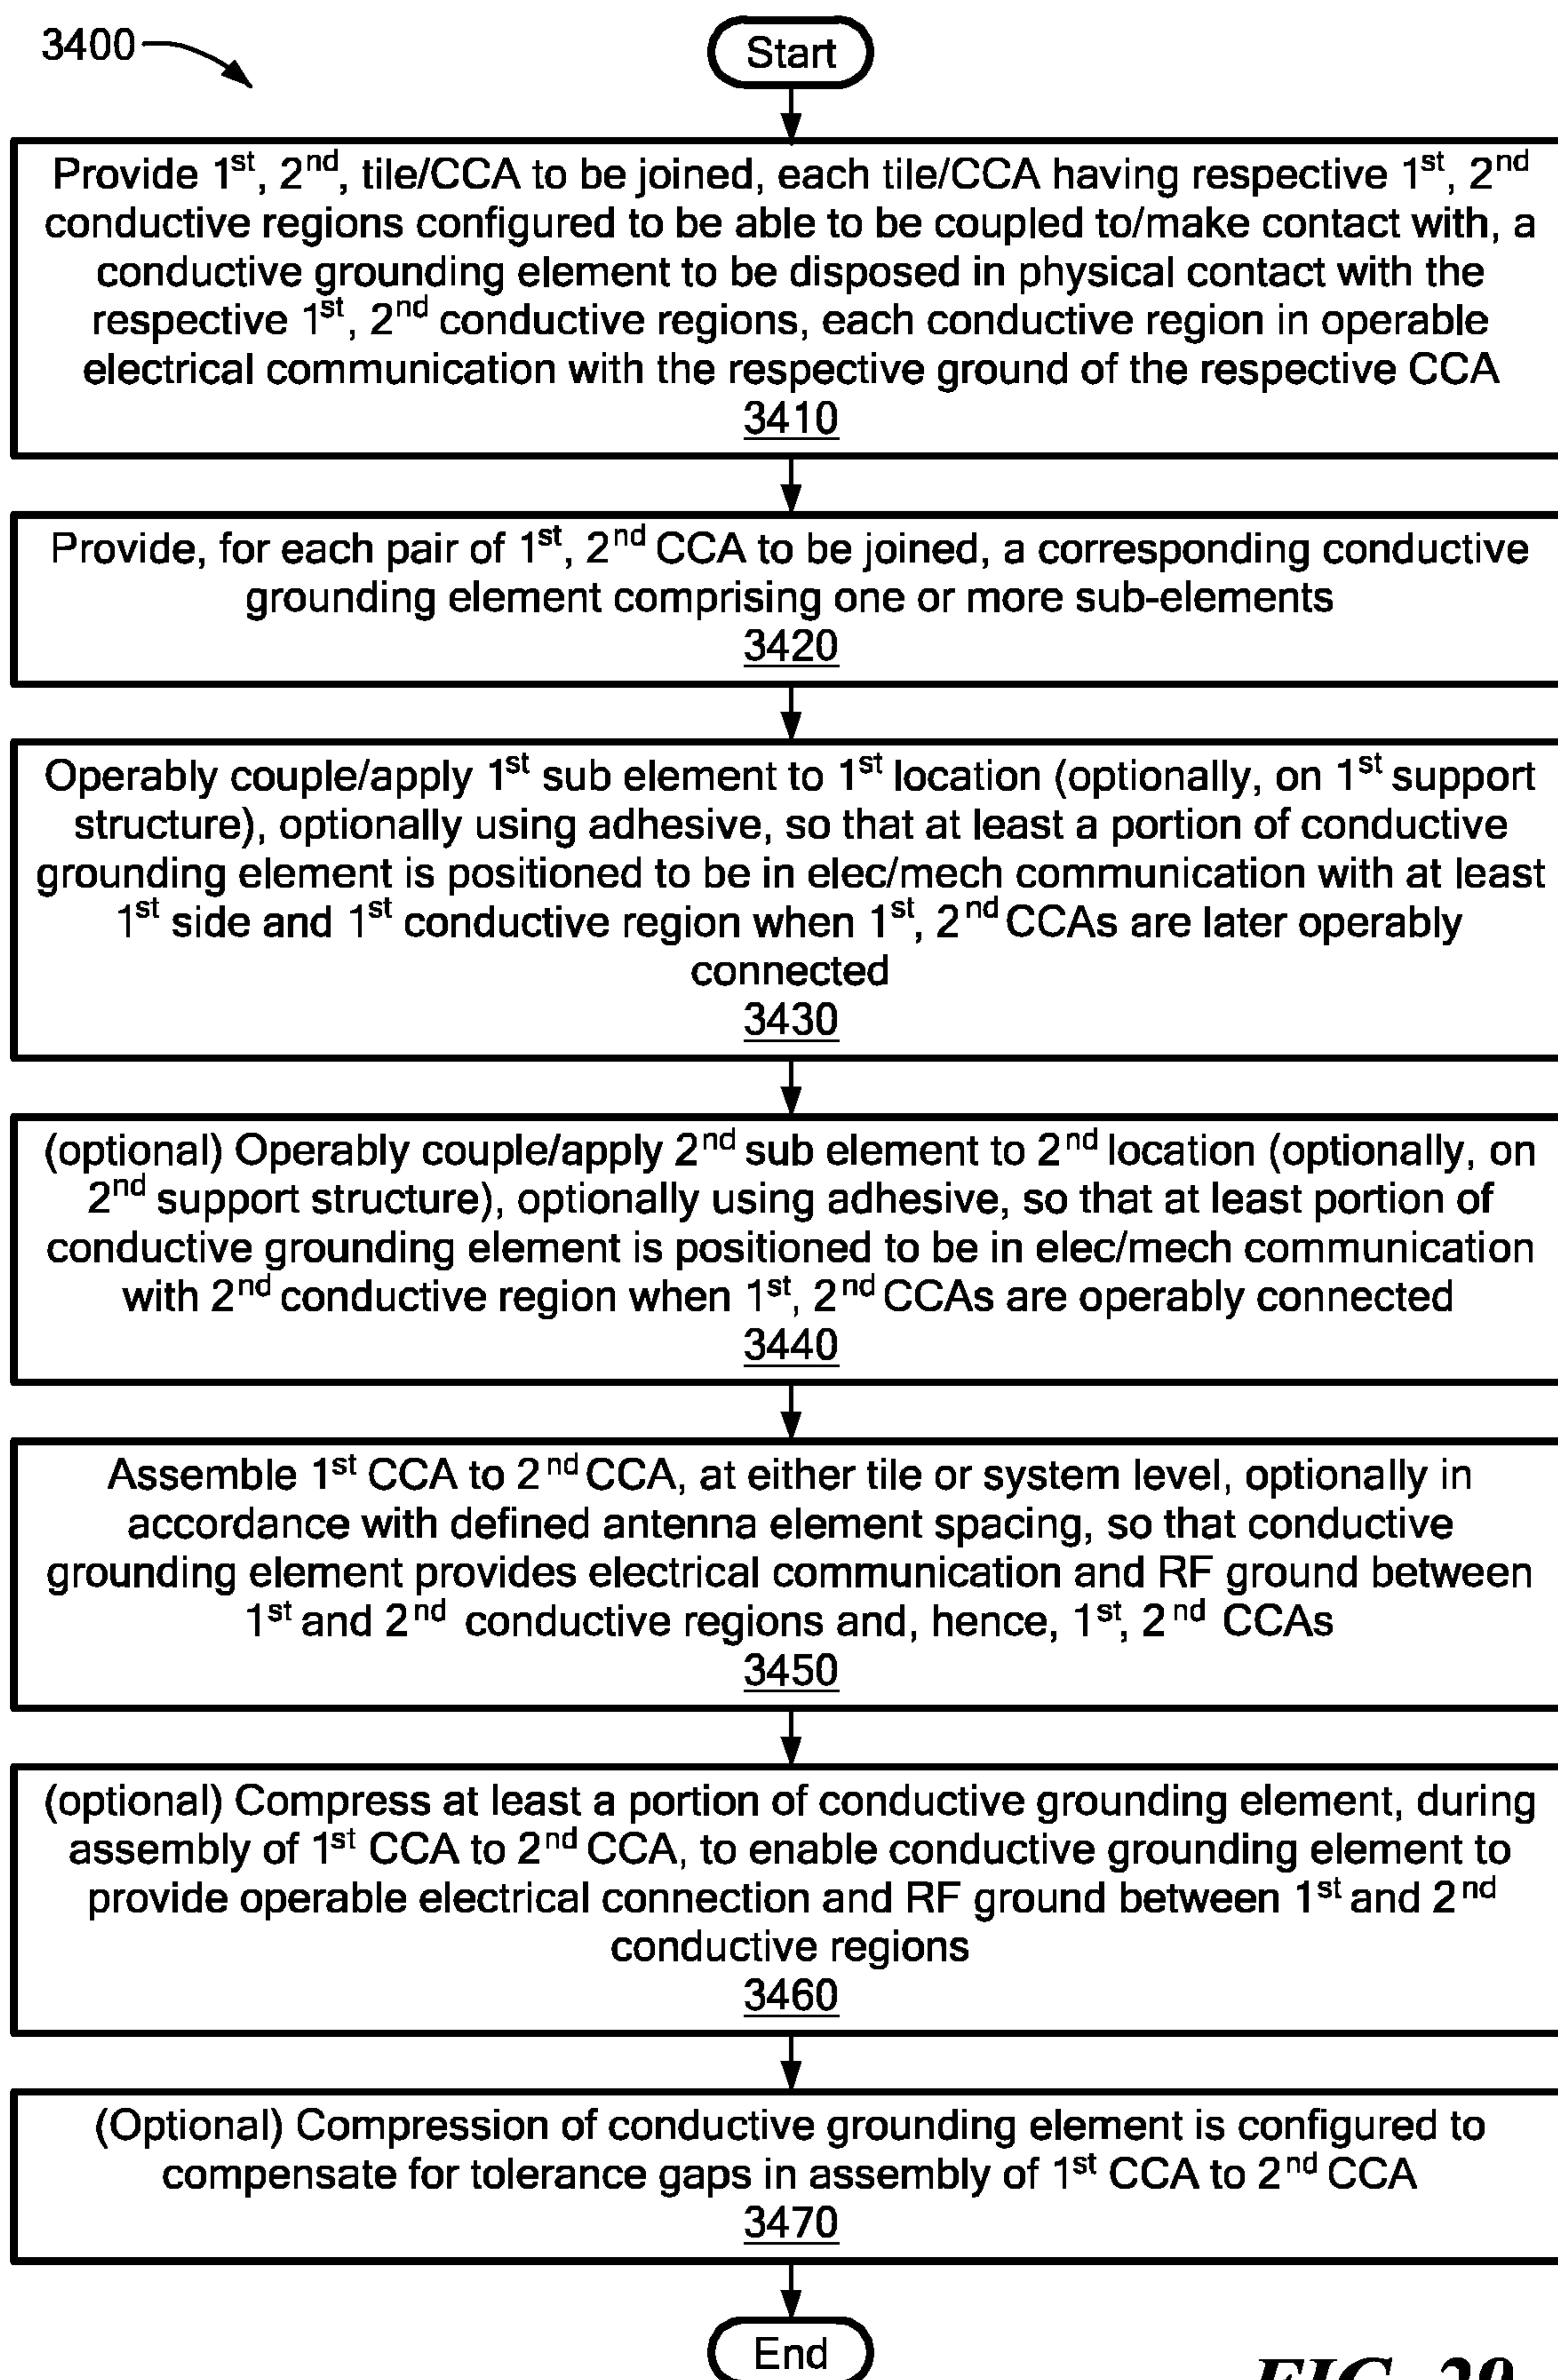 3400
Start
Provide 1st, 2nd, tile/CCA to be joined, each tile/CCA having respective 1st, 2nd
conductive regions configured to be able to be coupled to/make contact with, a
conductive grounding element to be disposed in physical contact with the
respective 1st, 2nd conductive regions, each conductive region in operable
electrical communication with the respective ground of the respective CCA
3410
Provide, for each pair of 1st, 2nd CCA to be joined, a corresponding conductive
grounding element comprising one or more sub-elements
3420
Operably couple/apply 1st sub element to 1st location (optionally, on 1st support
structure), optionally using adhesive, so that at least a portion of conductive
grounding element is positioned to be in elec/mech communication with at least
1st side and 1st conductive region when 1st, 2nd CCAs are later operably
connected
3430
(optional) Operably couple/apply 2nd sub element to 2nd location (optionally, on
2nd support structure), optionally using adhesive, so that at least portion of
conductive grounding element is positioned to be in elec/mech communication
with 2nd conductive region when 1st, 2nd CCAs are operably connected
3440
Assemble 1st CCA to 2nd CCA, at either tile or system level, optionally in
accordance with defined antenna element spacing, so that conductive
grounding element provides electrical communication and RF ground between
1st and 2nd conductive regions and, hence, 1st, 2nd CCAs
3450
(optional) Compress at least a portion of conductive grounding element, during
assembly of 1st CCA to 2nd CCA, to enable conductive grounding element to
provide operable electrical connection and RF ground between 1st and 2nd
conductive regions
3460
(Optional) Compression of conductive grounding element is configured to
compensate for tolerance gaps in assembly of 1st CCA to 2nd CCA
3470
End